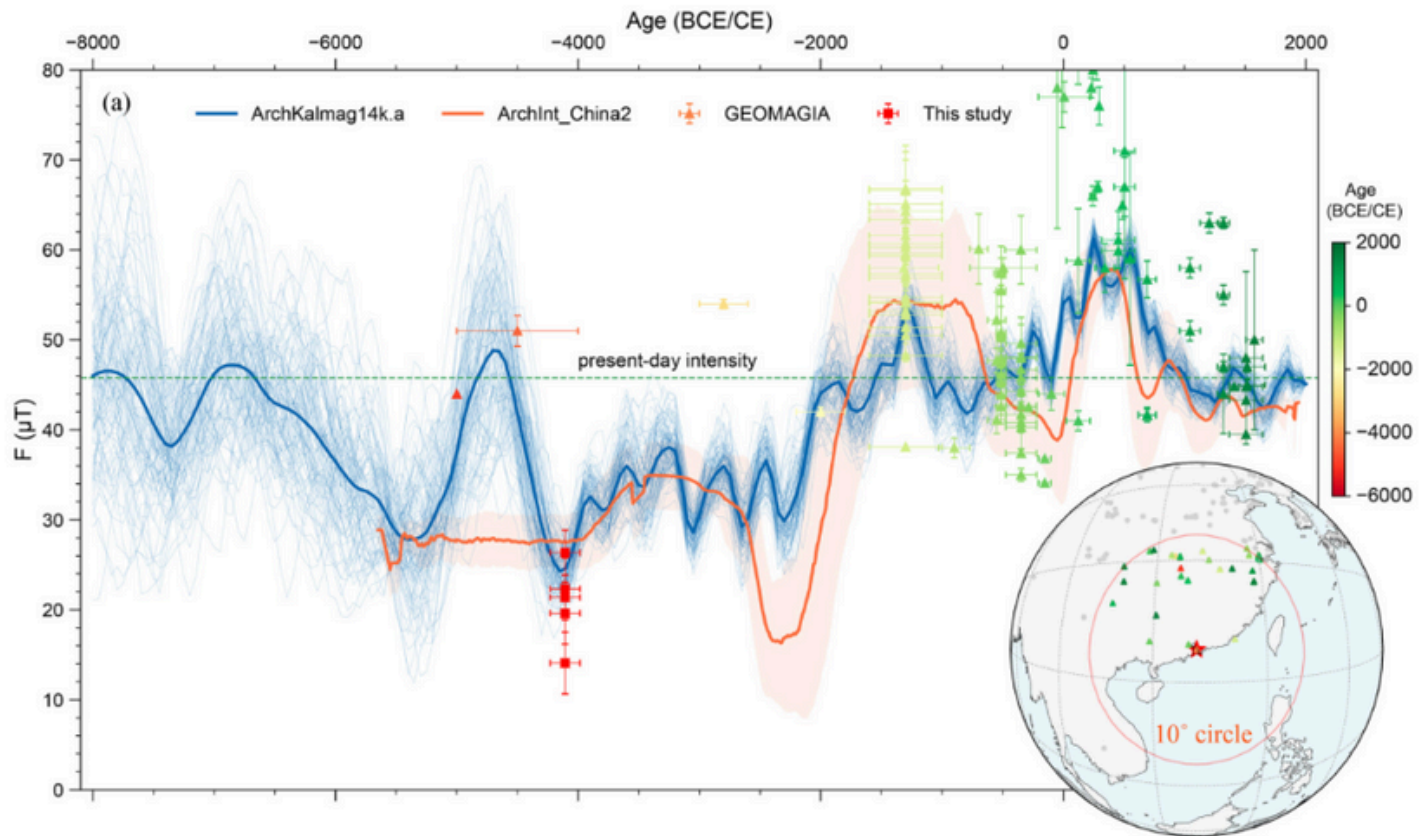 Age (BCE/CE)
−8000 −6000 −4000 −2000 0 2000
80
(a) ArchKalmag14k.a ArchInt_China2 GEOMAGIA This study
70
60
50
40
30
20
10
0
F (μT)
present-day intensity
Age
(BCE/CE)
2000
0
−2000
−4000
−6000
10° circle